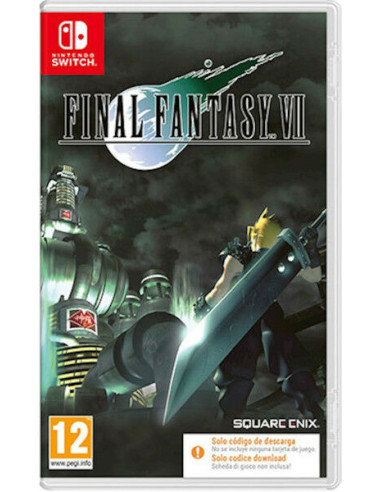 NINTENDO
SWITCH
FINAL FANTASY VII
SQUARE ENIX
12
www.pegi.info
Solo código de descarga
No se incluye ninguna tarjeta de juego
Solo codice download
Scheda di gioco non inclusa!